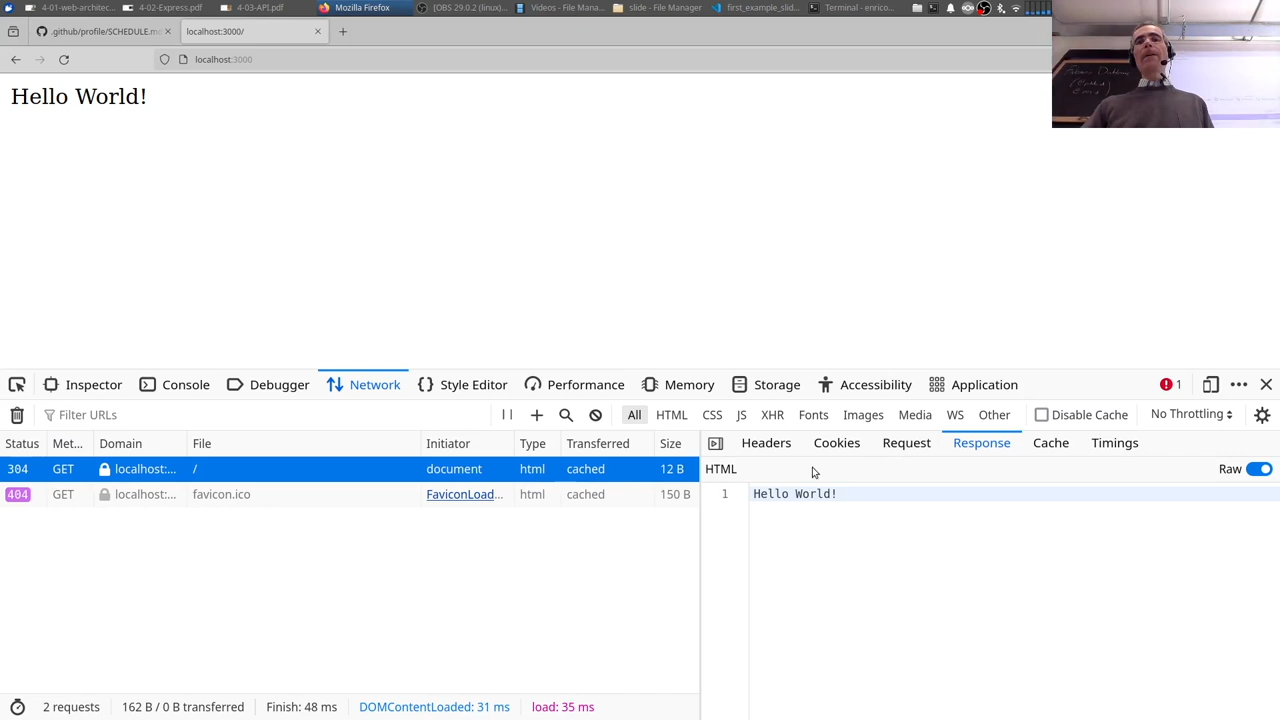 4-01-web-architec... 4-02-Express.pdf 4-03-API.pdf Mozilla Firefox [OBS 29.0.2 (linux)... Videos - File Mana... slide - File Manager first_example_slid... Terminal - enrico...
.github/profile/SCHEDULE.m localhost:3000/
localhost:3000
Hello World!
Inspector Console Debugger Network Style Editor Performance Memory Storage Accessibility Application 1
Filter URLs All HTML CSS JS XHR Fonts Images Media WS Other Disable Cache No Throttling
Status Met... Domain File Initiator Type Transferred Size Headers Cookies Request Response Cache Timings
304 GET localhost:... / document html cached 12 B HTML Raw
404 GET localhost:... favicon.ico FaviconLoad... html cached 150 B 1 Hello World!
2 requests 162 B / 0 B transferred Finish: 48 ms DOMContentLoaded: 31 ms load: 35 ms